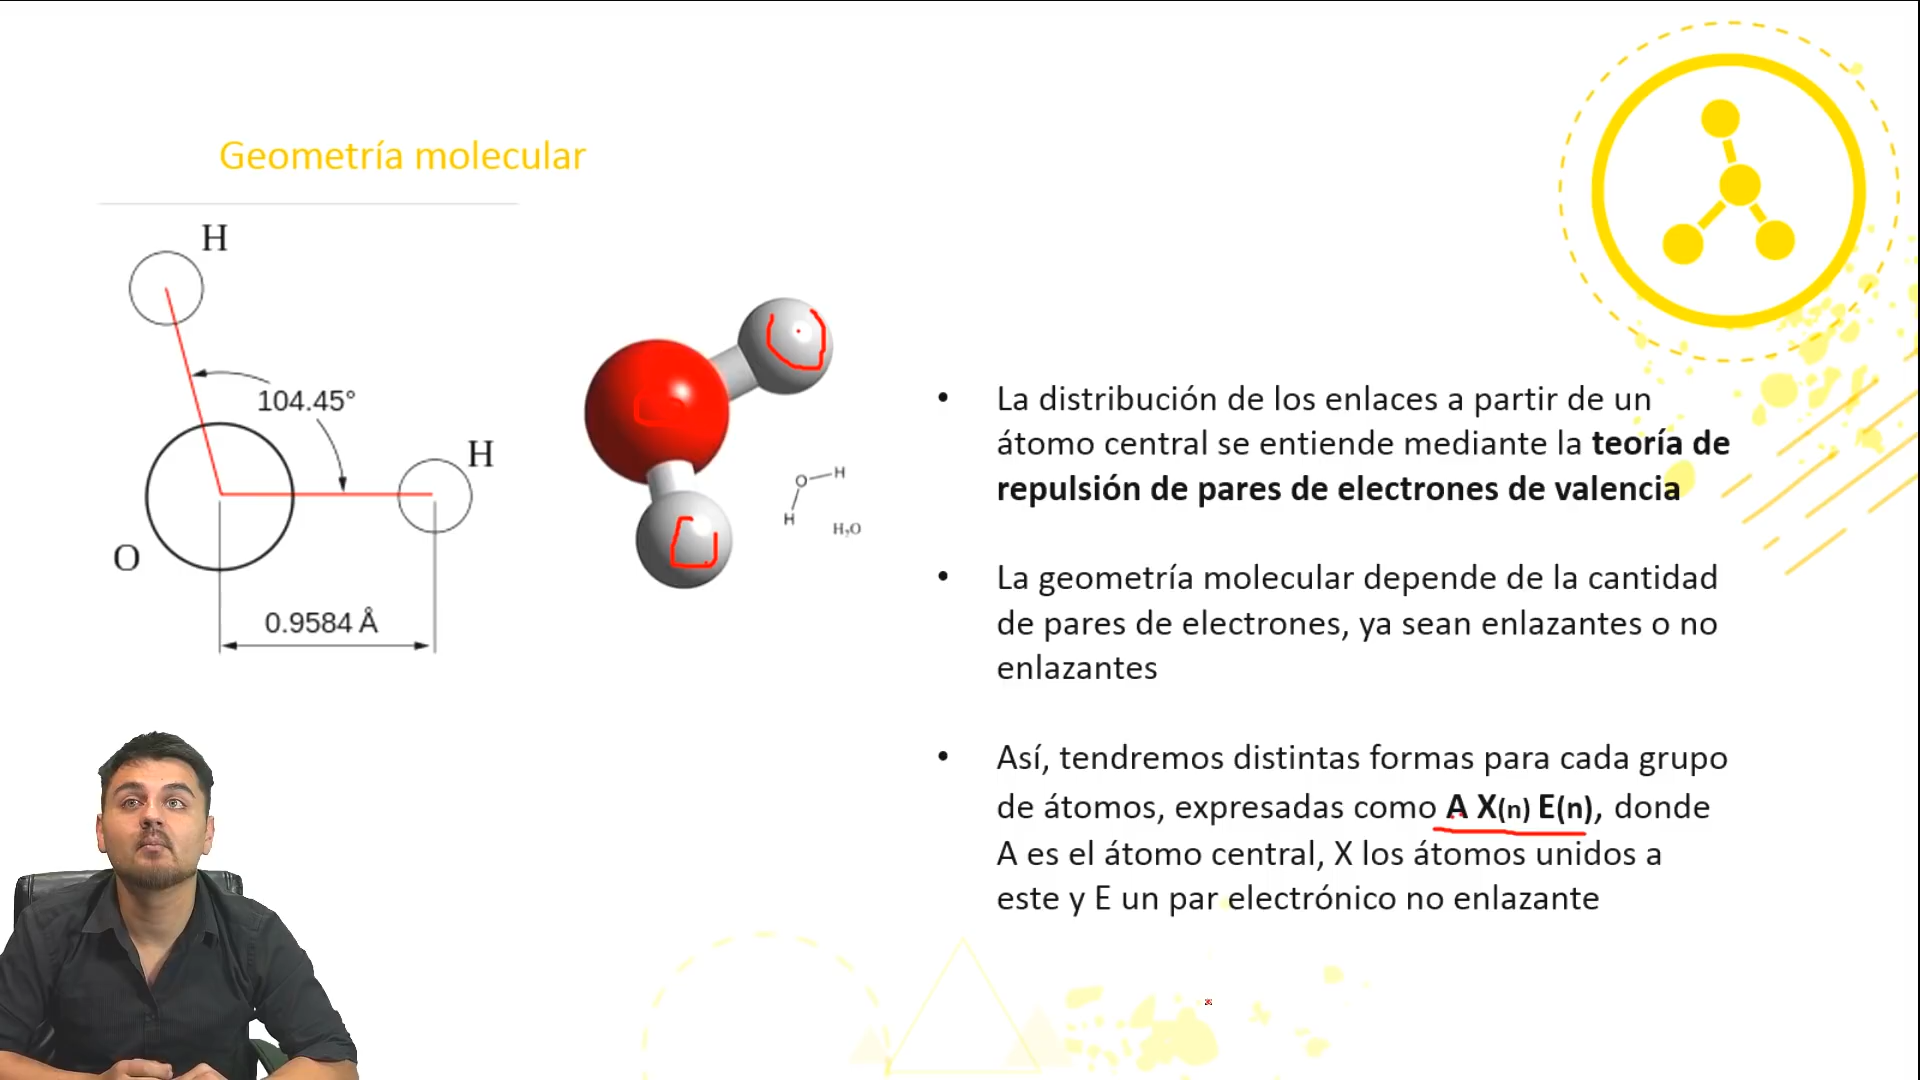 Geometría molecular
H
104.45°
H
O
0.9584 Å
O
H
H
H₂O
• La distribución de los enlaces a partir de un
átomo central se entiende mediante la teoría de
repulsión de pares de electrones de valencia
• La geometría molecular depende de la cantidad
de pares de electrones, ya sean enlazantes o no
enlazantes
• Así, tendremos distintas formas para cada grupo
de átomos, expresadas como A X(n) E(n), donde
A es el átomo central, X los átomos unidos a
este y E un par electrónico no enlazante